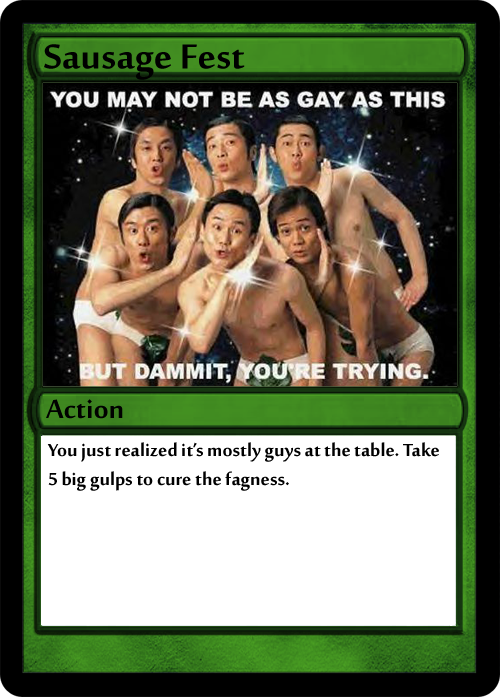 Sausage Fest
YOU MAY NOT BE AS GAY AS THIS
BUT DAMMIT, YOU'RE TRYING.
Action
You just realized it's mostly guys at the table. Take
5 big gulps to cure the fagness.